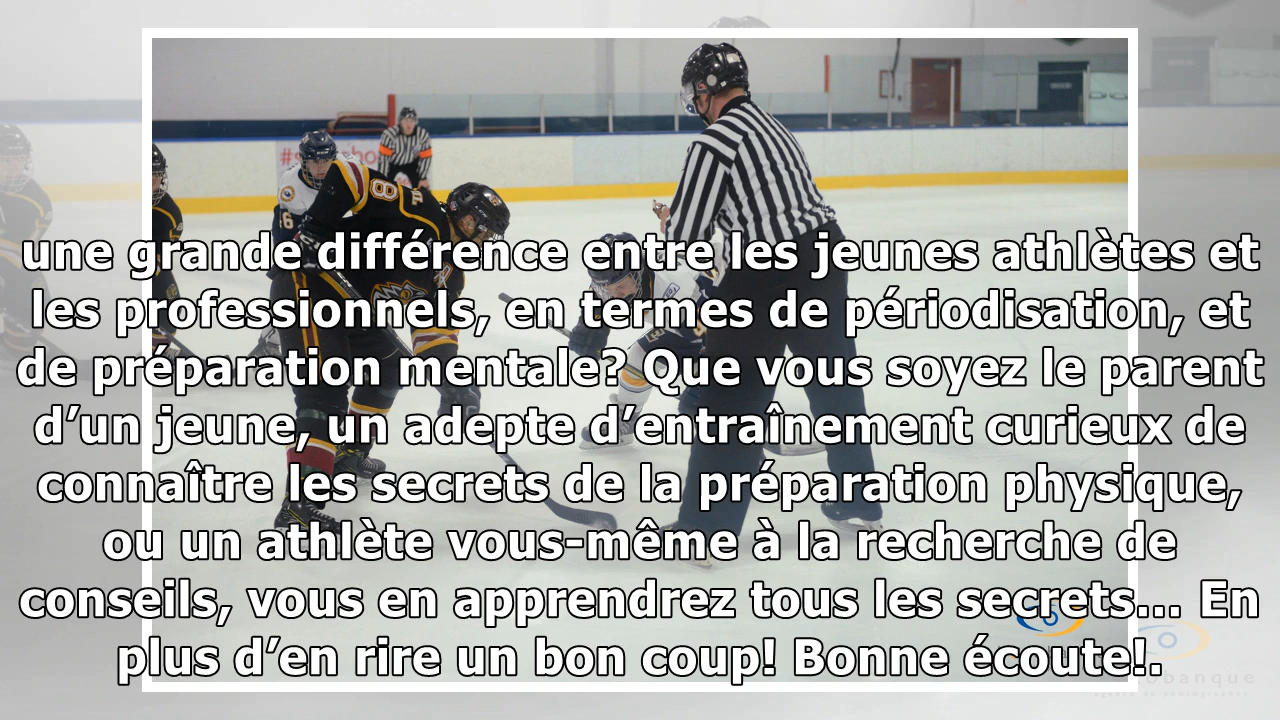 une grande différence entre les jeunes athlètes et
les professionnels, en termes de périodisation, et
de préparation mentale? Que vous soyez le parent
d’un jeune, un adepte d’entraînement curieux de
connaître les secrets de la préparation physique,
ou un athlète vous-même à la recherche de
conseils, vous en apprendrez tous les secrets... En
plus d’en rire un bon coup! Bonne écoute!.
8
6